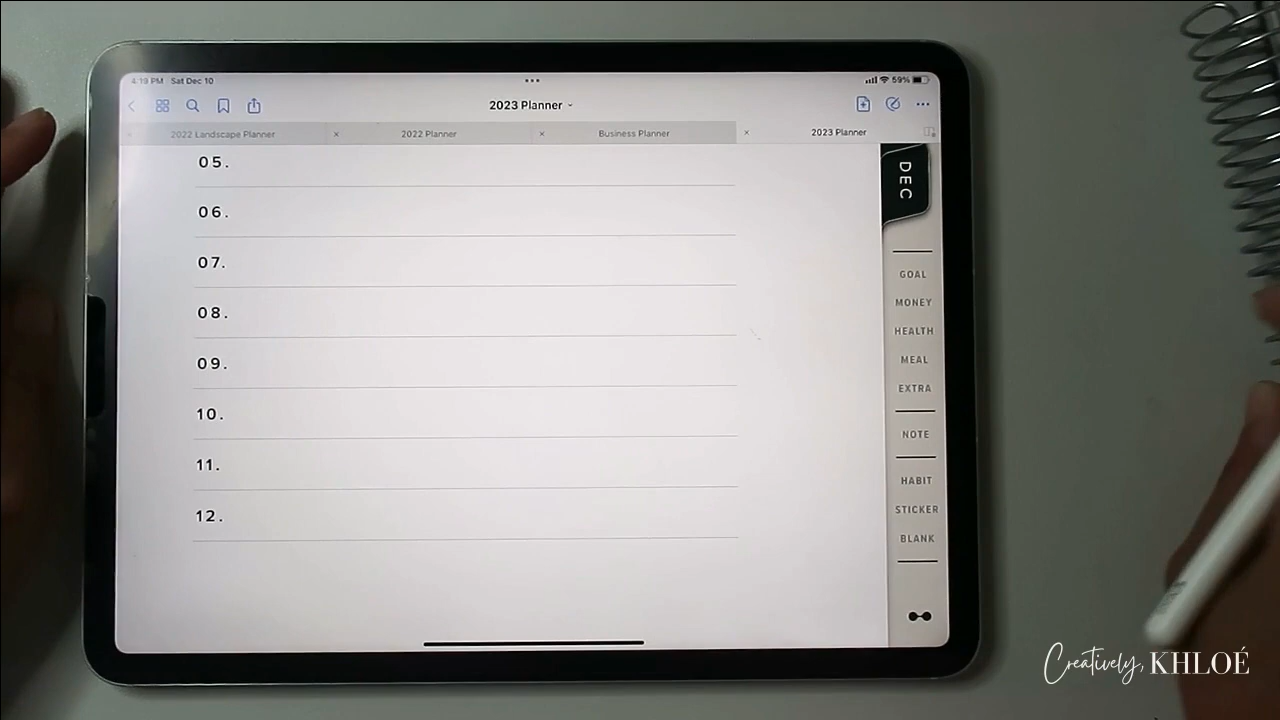 4:19 PM Sat Dec 10
59%
2023 Planner
2022 Landscape Planner
2022 Planner
Business Planner
2023 Planner
05.
06.
07.
08.
09.
10.
11.
12.
DEC
GOAL
MONEY
HEALTH
MEAL
EXTRA
NOTE
HABIT
STICKER
BLANK
Creatively, KHLOÉ